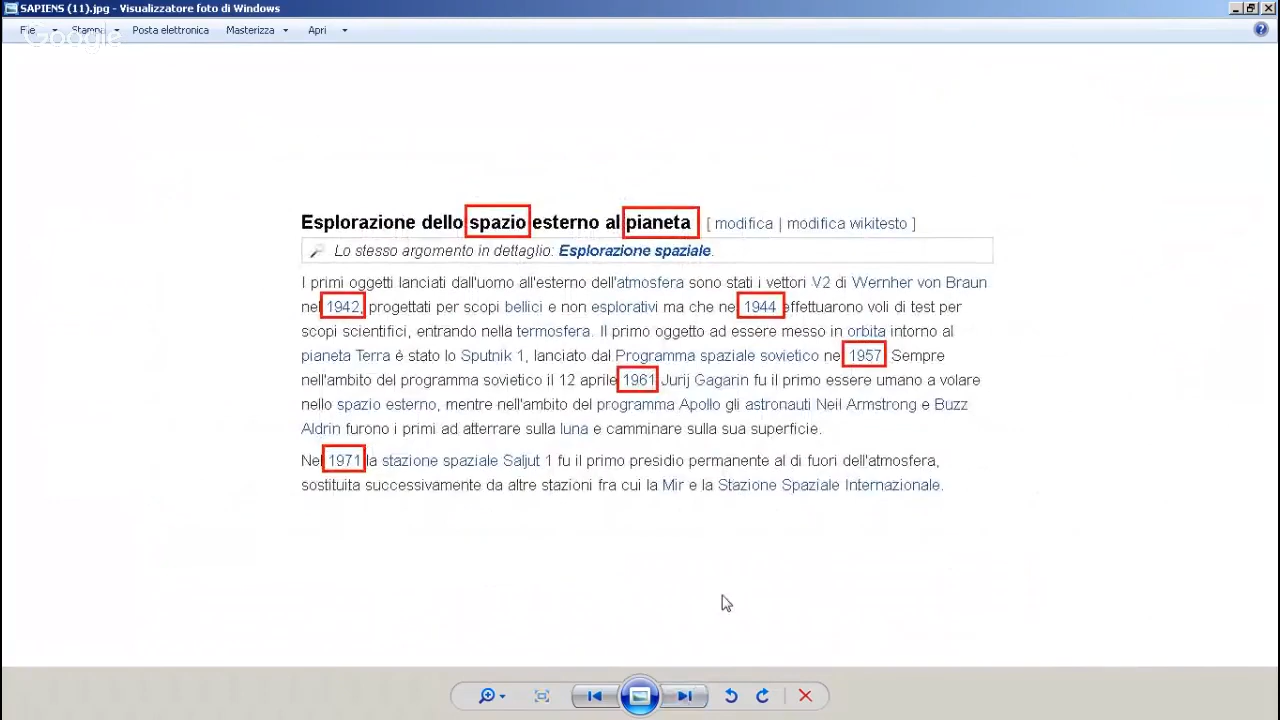 SAPIENS (11).jpg - Visualizzatore foto di Windows
File Stampa Posta elettronica Masterizza Apri
Google
Esplorazione dello spazio esterno al pianeta [ modifica | modifica wikitesto ]
Lo stesso argomento in dettaglio: Esplorazione spaziale.
I primi oggetti lanciati dall'uomo all'esterno dell'atmosfera sono stati i vettori V2 di Wernher von Braun
nel 1942, progettati per scopi bellici e non esplorativi ma che ne 1944 effettuarono voli di test per
scopi scientifici, entrando nella termosfera. Il primo oggetto ad essere messo in orbita intorno al
pianeta Terra è stato lo Sputnik 1, lanciato dal Programma spaziale sovietico ne 1957 Sempre
nell'ambito del programma sovietico il 12 aprile 1961 Jurij Gagarin fu il primo essere umano a volare
nello spazio esterno, mentre nell'ambito del programma Apollo gli astronauti Neil Armstrong e Buzz
Aldrin furono i primi ad atterrare sulla luna e camminare sulla sua superficie.
Nel 1971 la stazione spaziale Saljut 1 fu il primo presidio permanente al di fuori dell'atmosfera,
sostituita successivamente da altre stazioni fra cui la Mir e la Stazione Spaziale Internazionale.